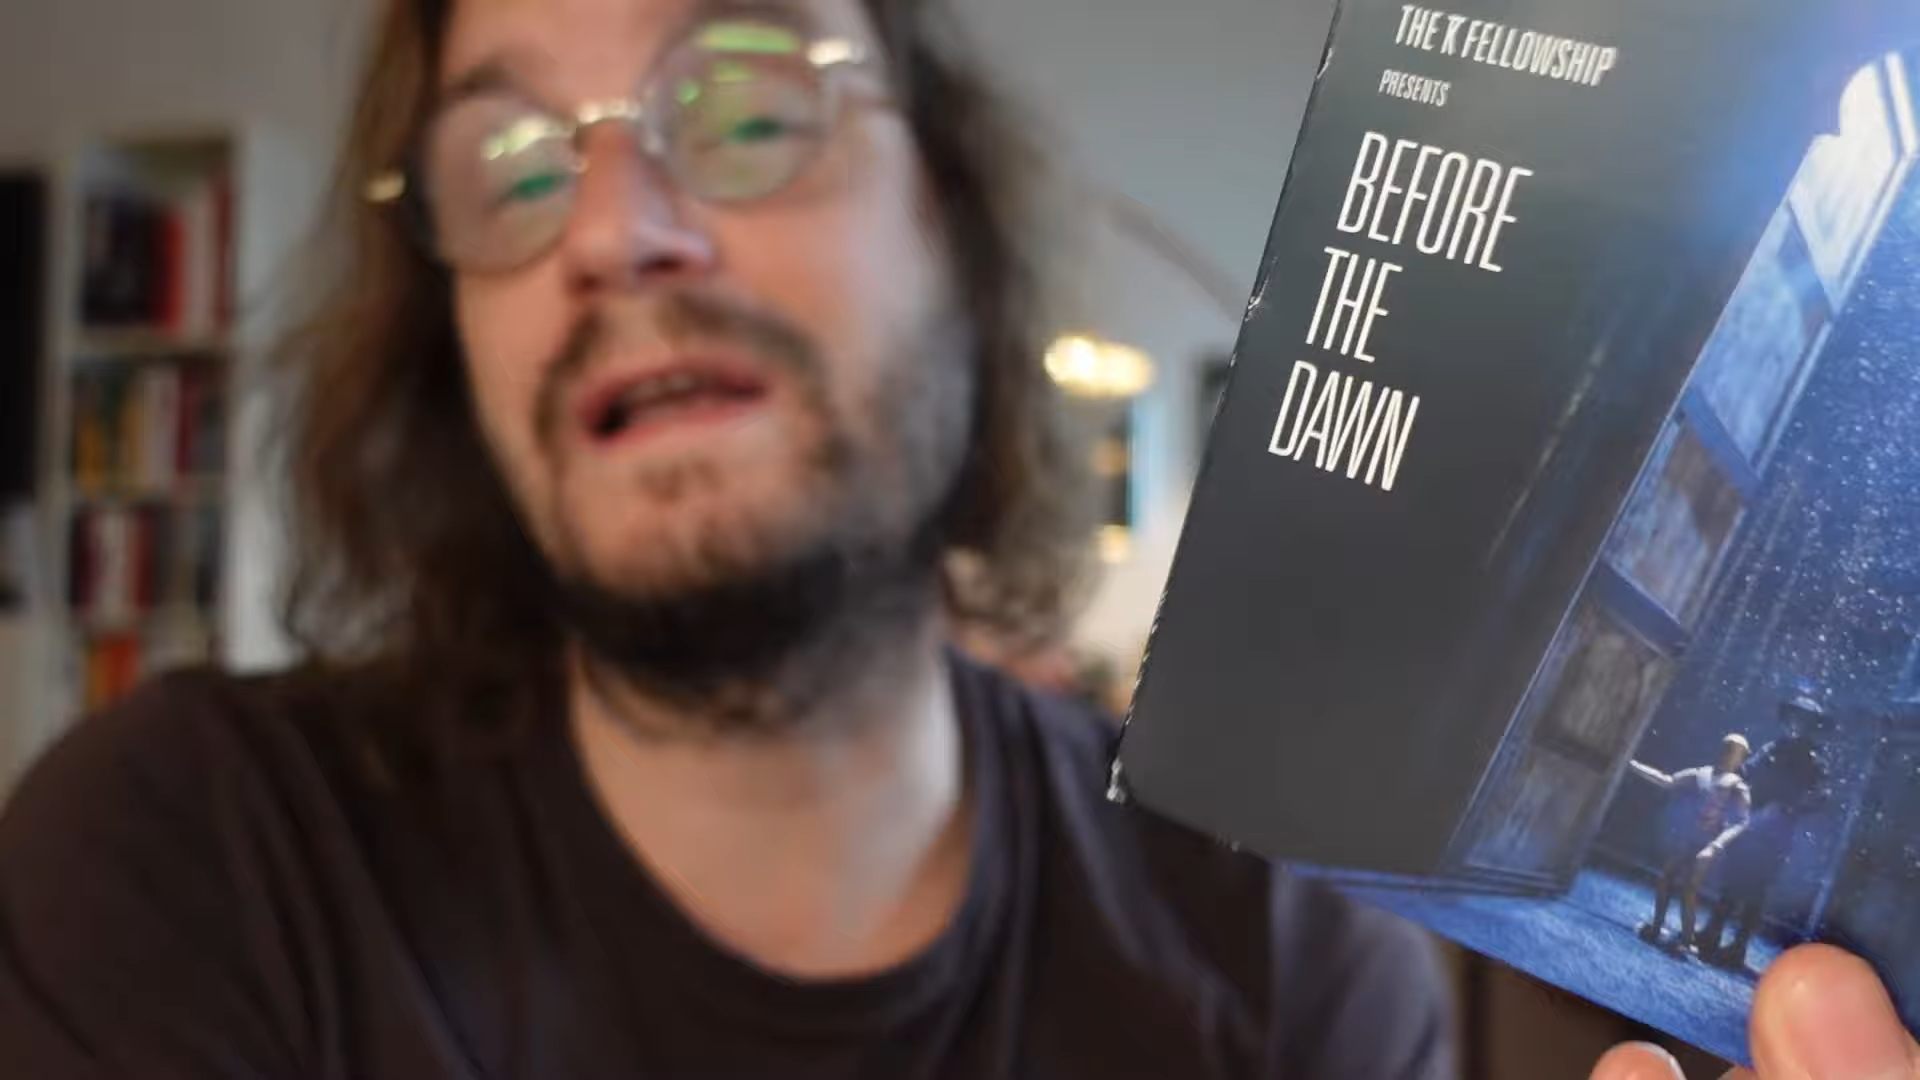 THE K FELLOWSHIP
PRESENTS
BEFORE
THE
DAWN